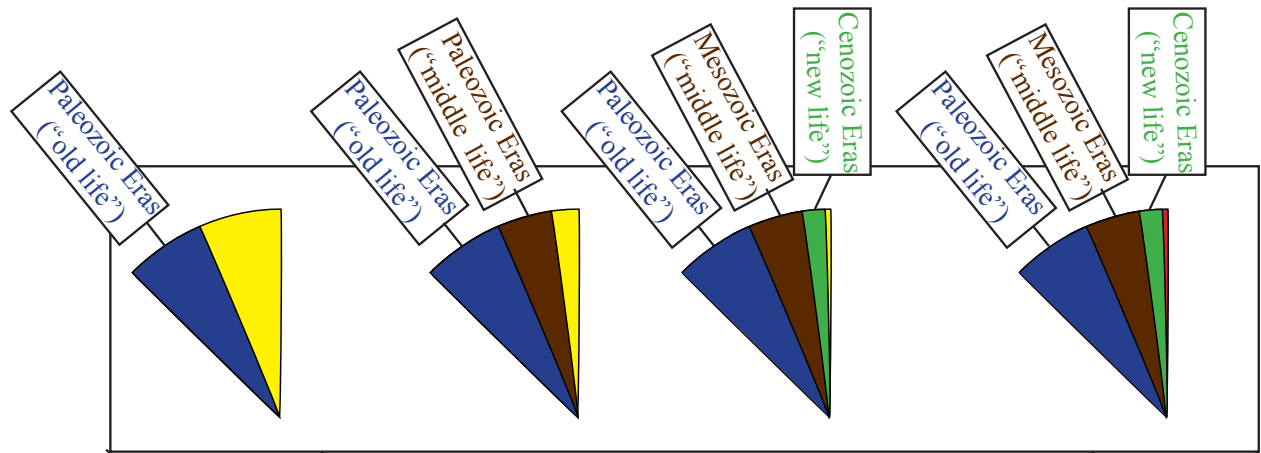 Paleozoic Eras
(“old life”)
Paleozoic Eras
(“old life”)
Paleozoic Eras
(“middle  life”)
Paleozoic Eras
(“old life”)
Mesozoic Eras
(“middle life”)
Cenozoic Eras
(“new life”)
Paleozoic Eras
(“old life”)
Mesozoic Eras
(“middle life”)
Cenozoic Eras
(“new life”)